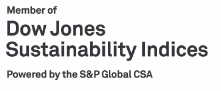 Member of
Dow Jones
Sustainability Indices
Powered by the S&P Global CSA